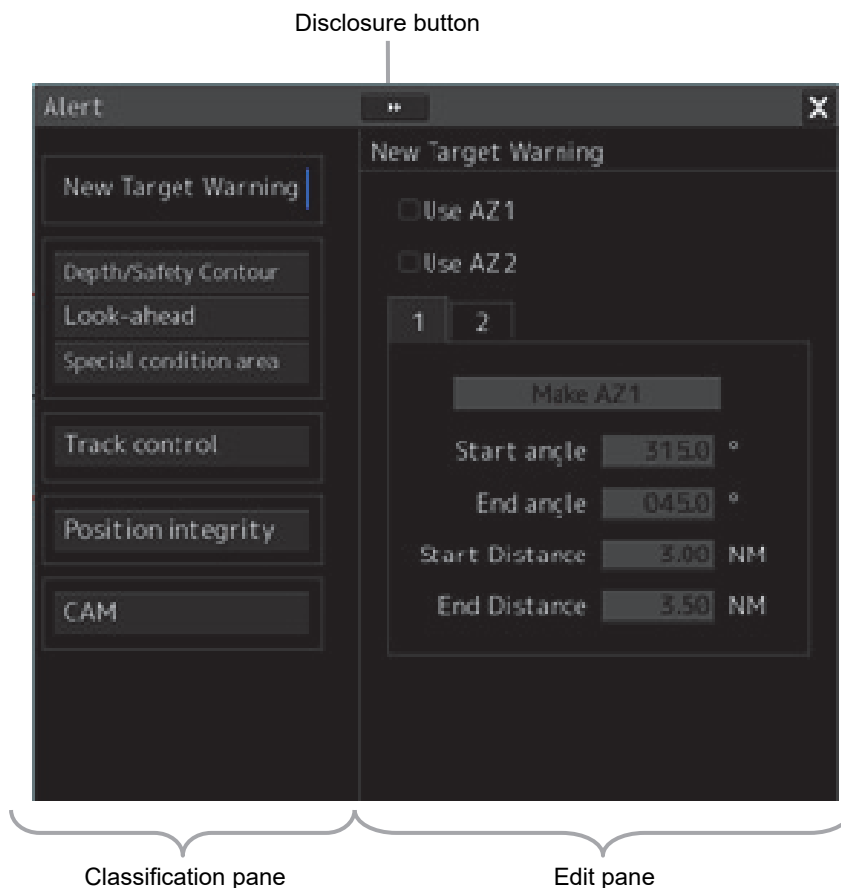 Disclosure button
Alert
X
New Target Warning
Depth/Safety Contour
Look-ahead
Special condition area
Track control
Position integrity
CAM
New Target Warning
Use AZ1
Use AZ2
1 2
Make AZ1
Start angle 315.0 °
End angle 045.0 °
Start Distance 3.00 NM
End Distance 3.50 NM
Classification pane
Edit pane